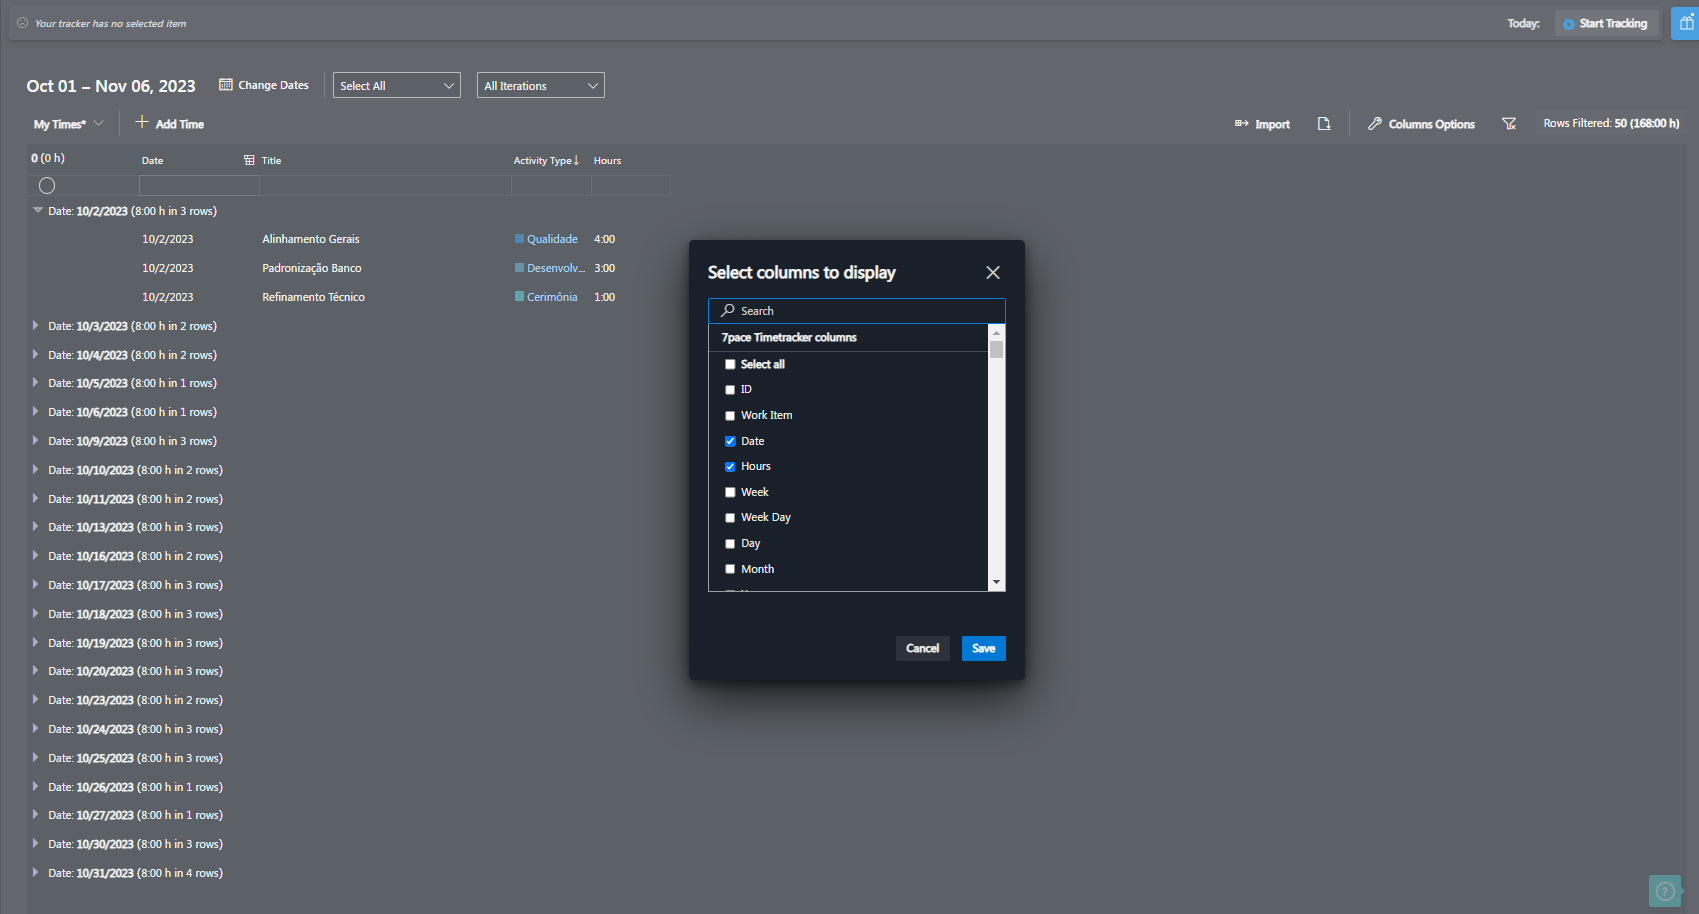 Your tracker has no selected item
Today:
Start Tracking
Oct 01 – Nov 06, 2023
Change Dates
Select All
All Iterations
My Times*
Add Time
Import
Columns Options
Rows Filtered: 50 (168:00 h)
0 (0 h)
Date
Title
Activity Type↓
Hours
Date: 10/2/2023 (8:00 h in 3 rows)
10/2/2023 Alinhamento Gerais Qualidade 4:00
10/2/2023 Padronização Banco Desenvolv... 3:00
10/2/2023 Refinamento Técnico Cerimônia 1:00
Date: 10/3/2023 (8:00 h in 2 rows)
Date: 10/4/2023 (8:00 h in 2 rows)
Date: 10/5/2023 (8:00 h in 1 rows)
Date: 10/6/2023 (8:00 h in 1 rows)
Date: 10/9/2023 (8:00 h in 3 rows)
Date: 10/10/2023 (8:00 h in 2 rows)
Date: 10/11/2023 (8:00 h in 2 rows)
Date: 10/13/2023 (8:00 h in 3 rows)
Date: 10/16/2023 (8:00 h in 2 rows)
Date: 10/17/2023 (8:00 h in 3 rows)
Date: 10/18/2023 (8:00 h in 3 rows)
Date: 10/19/2023 (8:00 h in 3 rows)
Date: 10/20/2023 (8:00 h in 3 rows)
Date: 10/23/2023 (8:00 h in 2 rows)
Date: 10/24/2023 (8:00 h in 3 rows)
Date: 10/25/2023 (8:00 h in 3 rows)
Date: 10/26/2023 (8:00 h in 1 rows)
Date: 10/27/2023 (8:00 h in 1 rows)
Date: 10/30/2023 (8:00 h in 3 rows)
Date: 10/31/2023 (8:00 h in 4 rows)
Select columns to display
Search
7pace Timetracker columns
Select all
ID
Work Item
Date
Hours
Week
Week Day
Day
Month
Cancel
Save